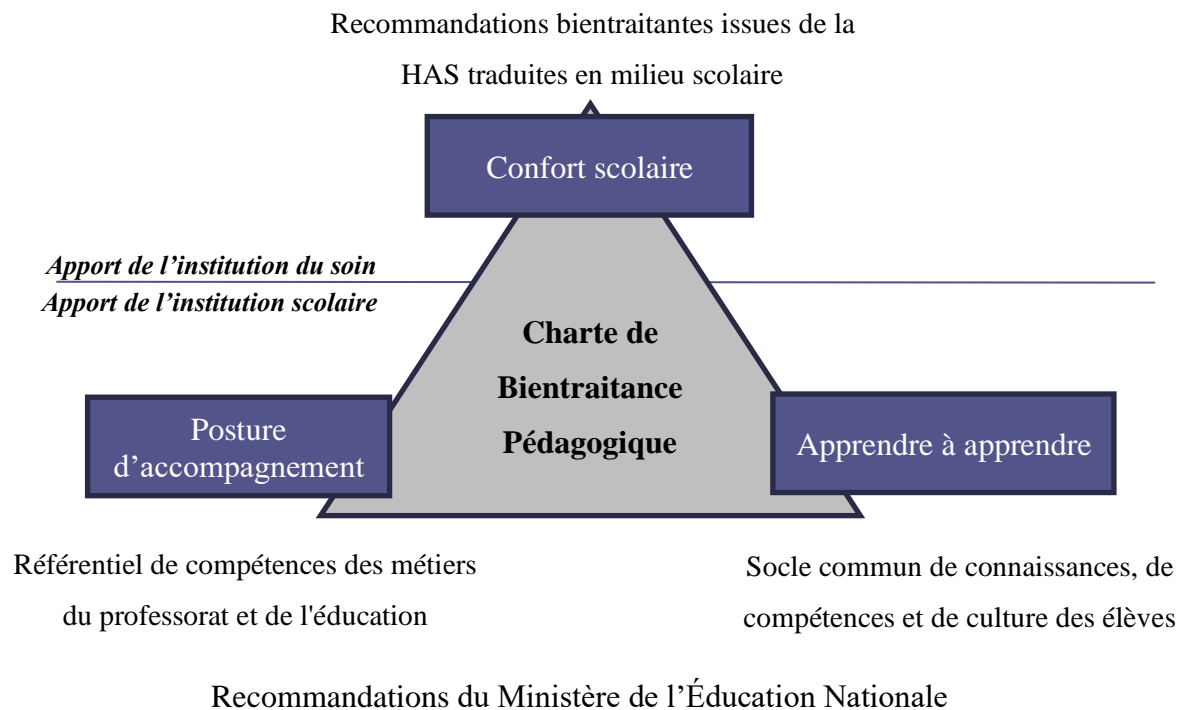 Recommandations bientraitantes issues de la
HAS traduites en milieu scolaire
Confort scolaire
Apport de l’institution du soin
Apport de l’institution scolaire
Charte de
Bientraitance
Pédagogique
Posture
d’accompagnement
Apprendre à apprendre
Référentiel de compétences des métiers
du professorat et de l'éducation
Socle commun de connaissances, de
compétences et de culture des élèves
Recommandations du Ministère de l’Éducation Nationale